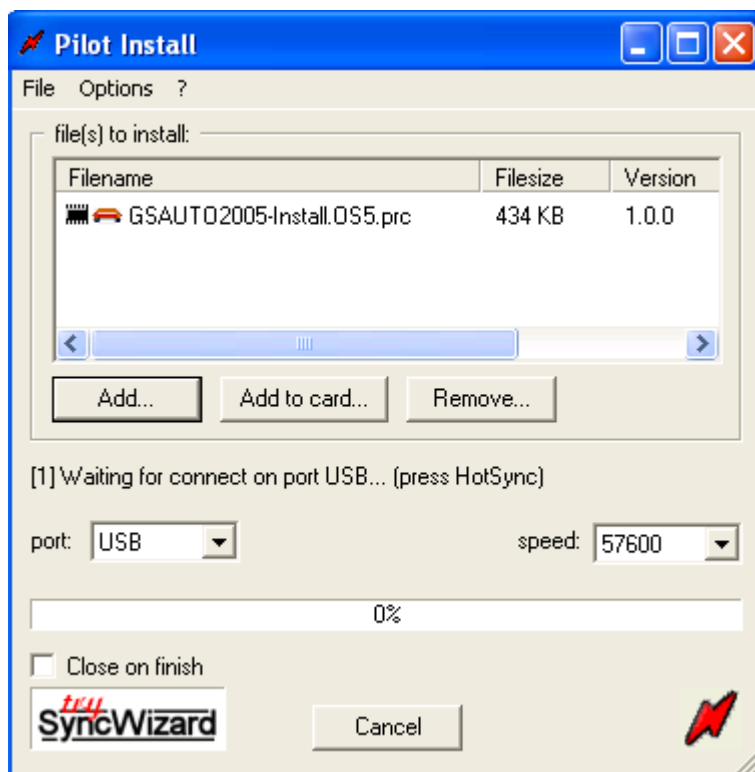 Pilot Install
File Options ?
file(s) to install:
Filename Filesize Version
GSAUTO2005-Install.OS5.prc 434 KB 1.0.0
Add... Add to card... Remove...
[1] Waiting for connect on port USB... (press HotSync)
port: USB speed: 57600
0%
Close on finish
try
SyncWizard
Cancel